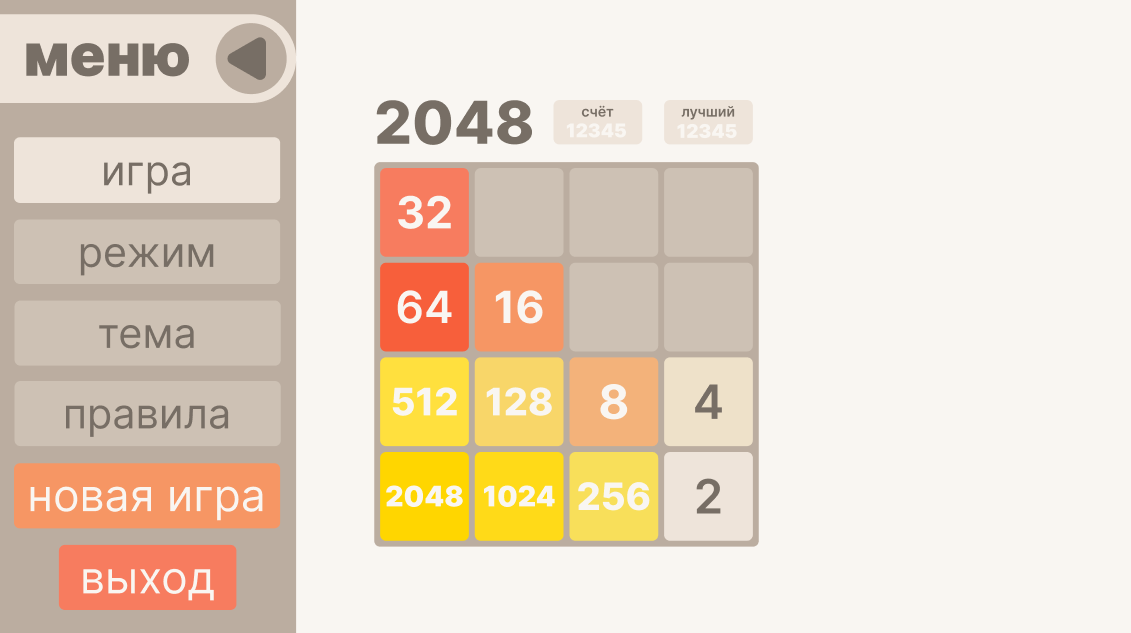 меню
игра
режим
тема
правила
новая игра
выход
2048
счёт
12345
лучший
12345
32
64 16
512 128 8 4
2048 1024 256 2